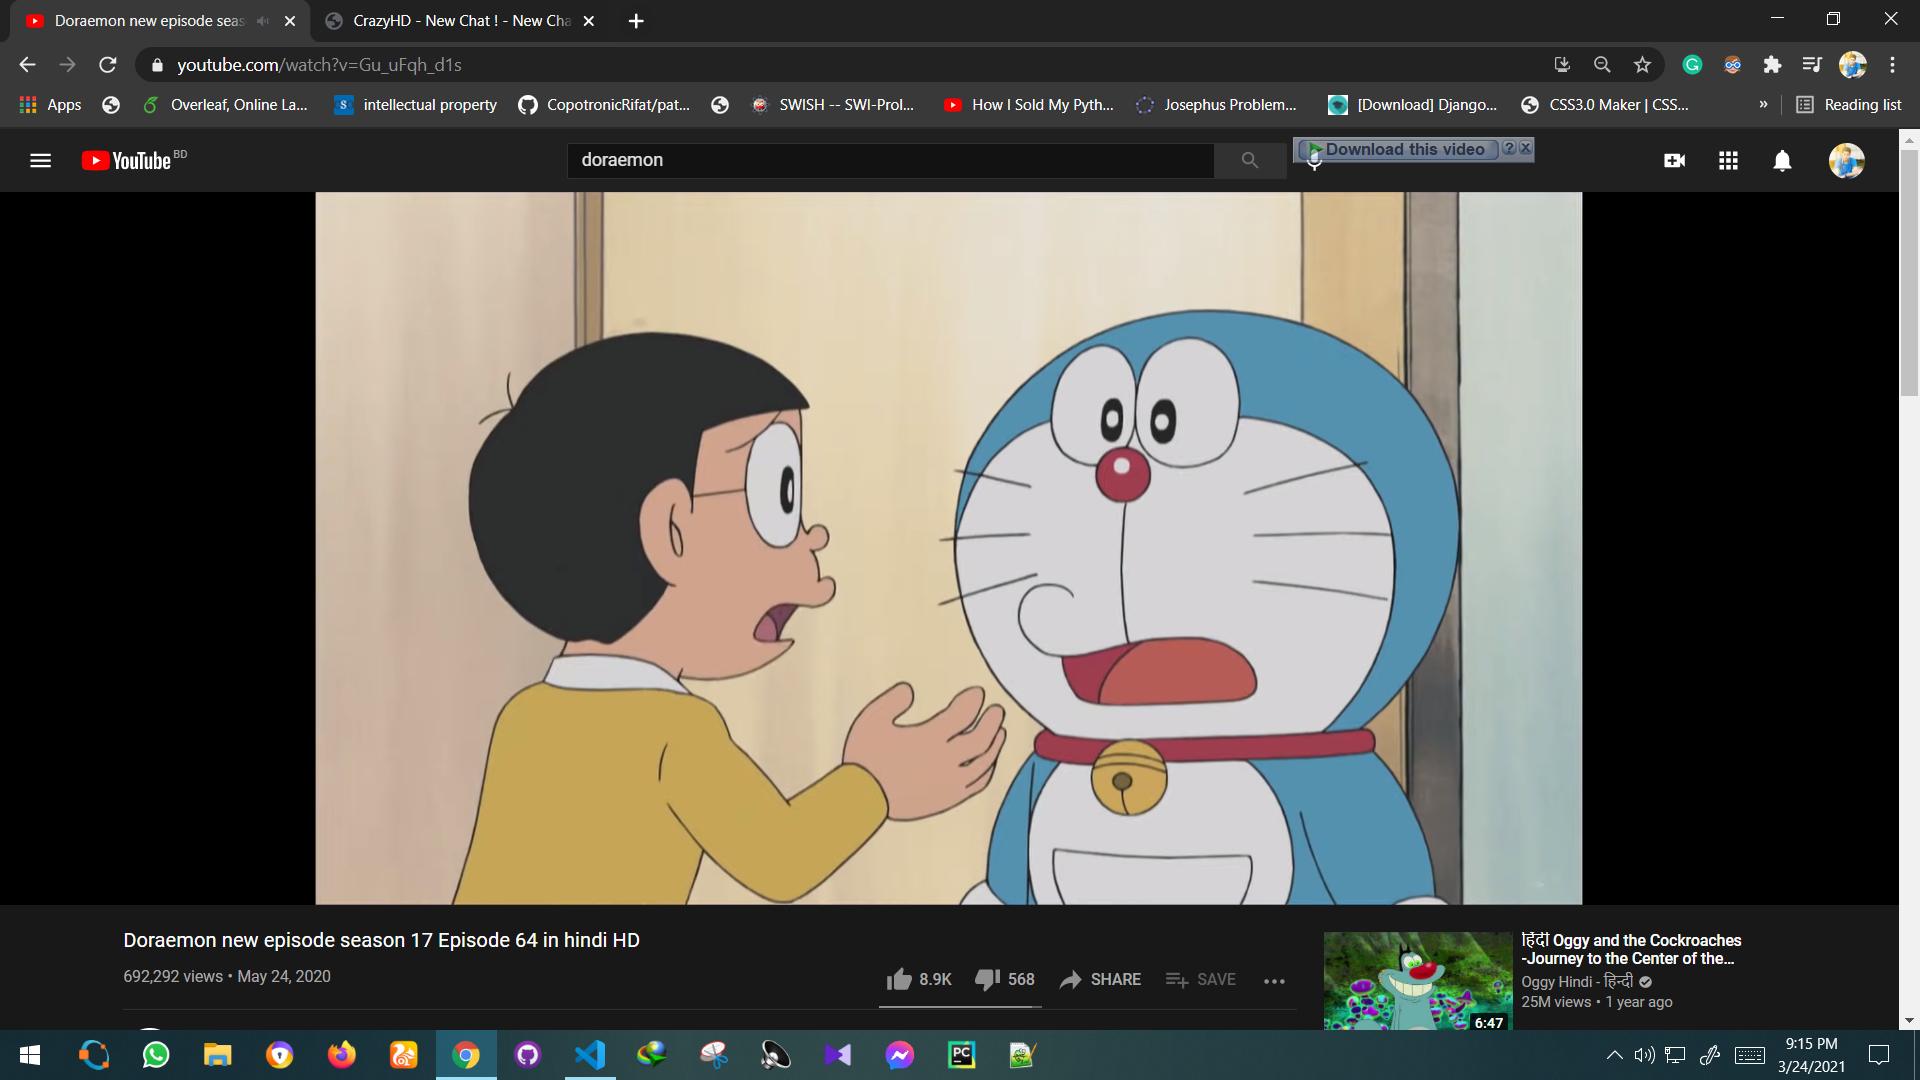 Doraemon new episode seas
CrazyHD - New Chat ! - New Cha
youtube.com/watch?v=Gu_uFqh_d1s
Apps
Overleaf, Online La...
intellectual property
CopotronicRifat/pat...
SWISH -- SWI-Prol...
How I Sold My Pyth...
Josephus Problem...
[Download] Django...
CSS3.0 Maker | CSS...
»
Reading list
YouTube BD
doraemon
Download this video ?
Doraemon new episode season 17 Episode 64 in hindi HD
692,292 views • May 24, 2020
8.9K
568
SHARE
SAVE
6:47
हिंदी Oggy and the Cockroaches
-Journey to the Center of the...
Oggy Hindi - हिन्दी
25M views • 1 year ago
PC
9:15 PM
3/24/2021